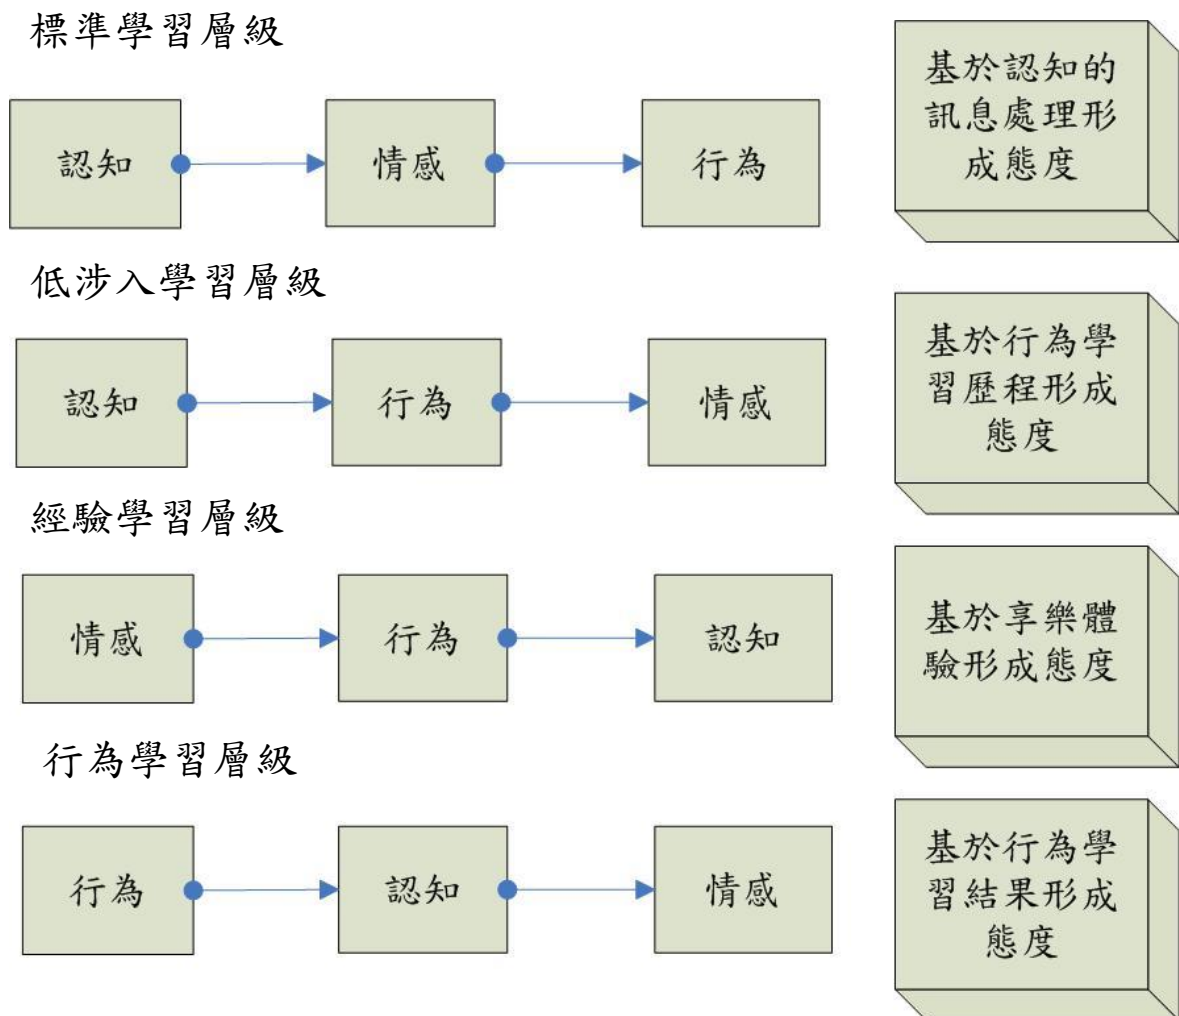 標準學習層級
認知
情感
行為
基於認知的
訊息處理形
成態度
低涉入學習層級
認知
行為
情感
基於行為學
習歷程形成
態度
經驗學習層級
情感
行為
認知
基於享樂體
驗形成態度
行為學習層級
行為
認知
情感
基於行為學
習結果形成
態度